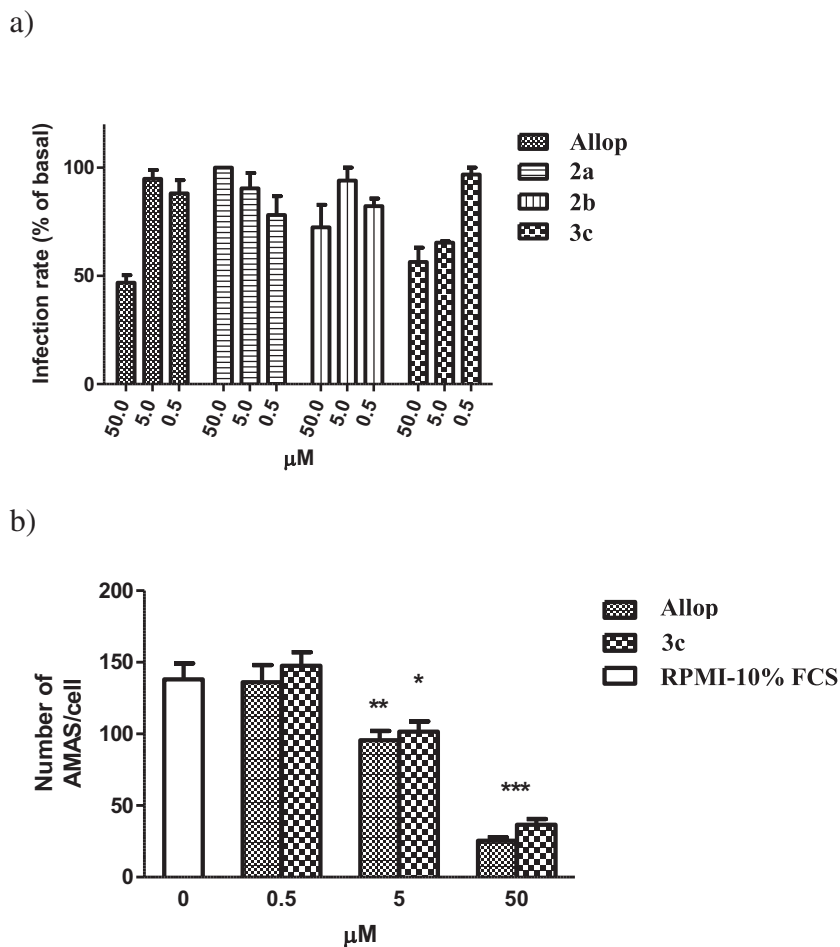 a)
Infection rate (% of basal)
100
50
0
50.0 5.0 0.5 50.0 5.0 0.5 50.0 5.0 0.5 50.0 5.0 0.5
μM
Allop
2a
2b
3c
b)
Number of
AMAS/cell
200
150
100
50
0
** * ***
0 0.5 5 50
μM
Allop
3c
RPMI-10% FCS